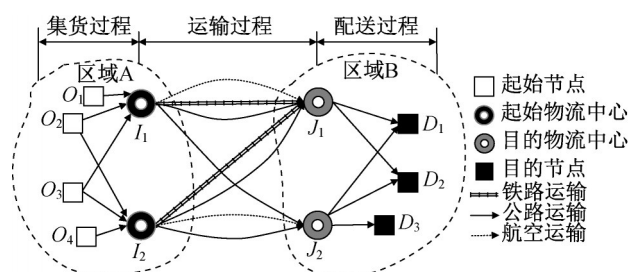 集货过程 运输过程 配送过程
区域A 区域B
O1
O2
O3
O4
I1
I2
J1
J2
D1
D2
D3
起始节点
起始物流中心
目的物流中心
目的节点
铁路运输
公路运输
航空运输